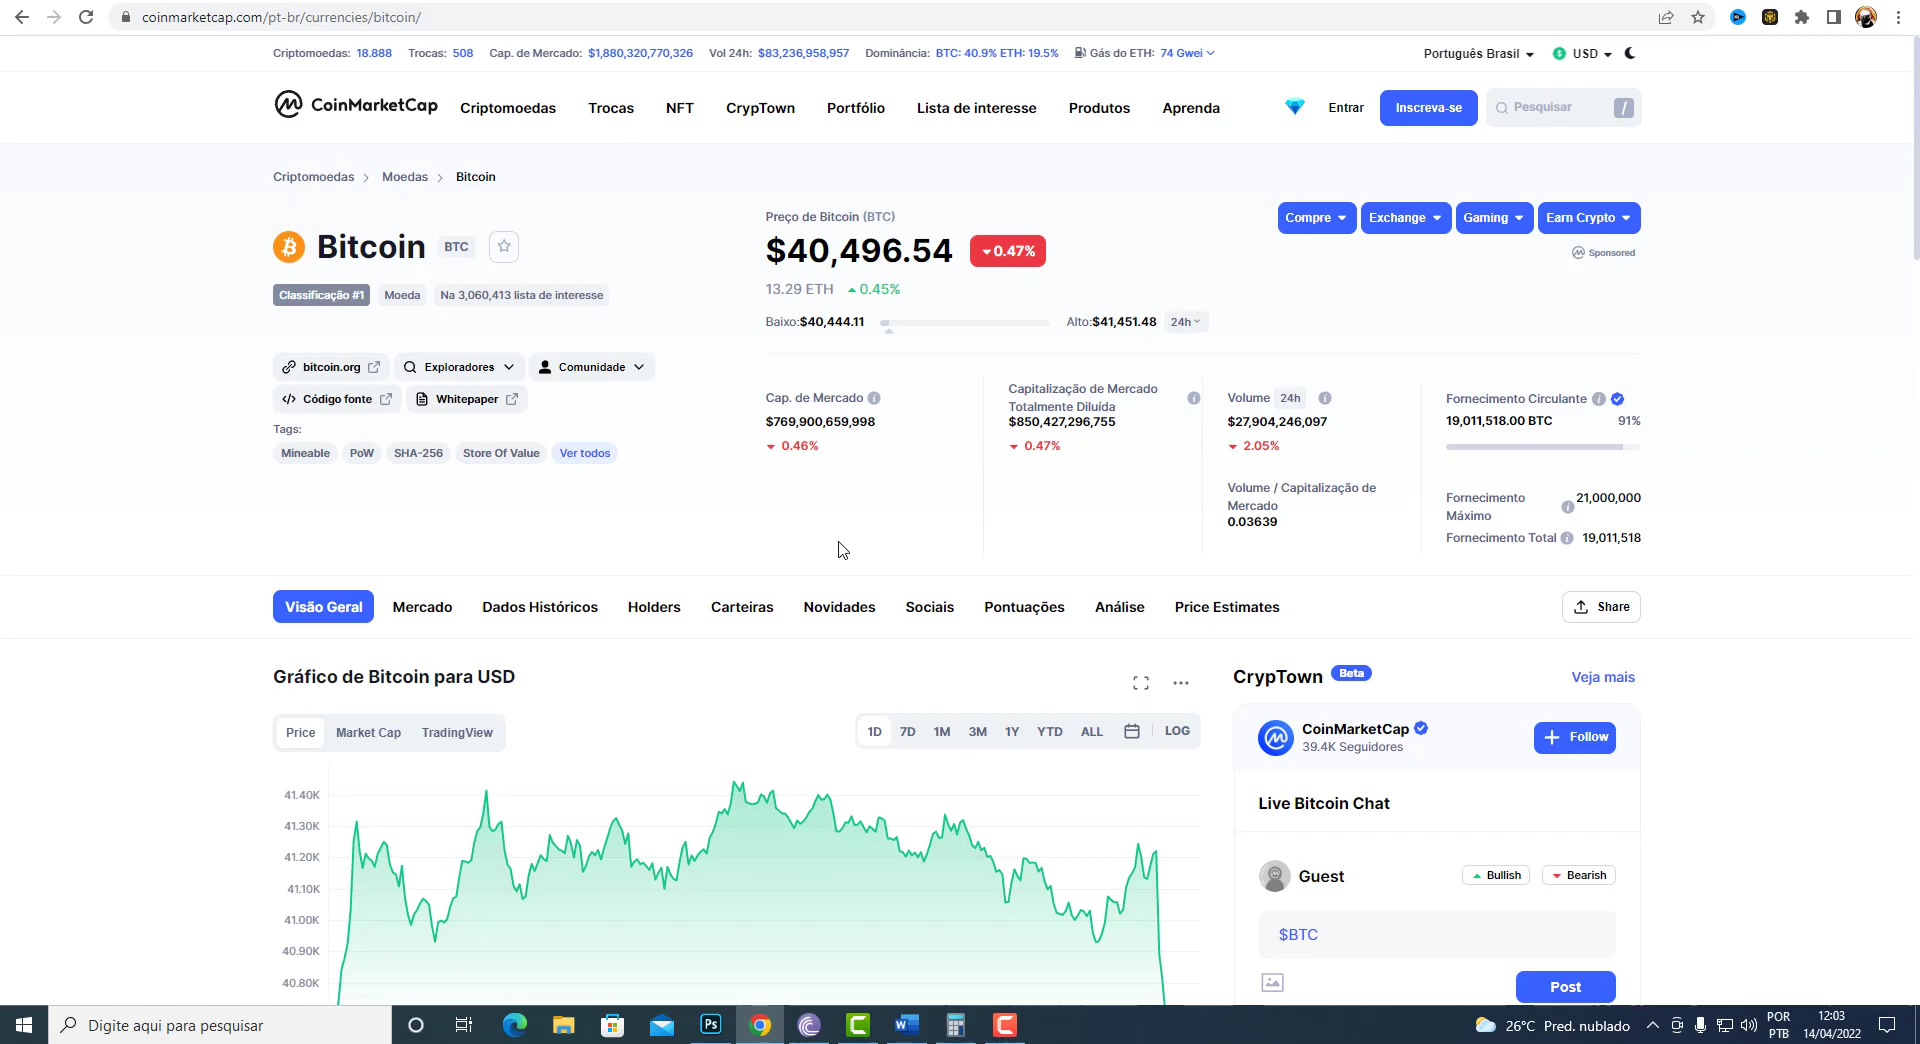 coinmarketcap.com/pt-br/currencies/bitcoin/
Criptomoedas: 18.888 Trocas: 508 Cap. de Mercado: $1,880,320,770,326 Vol 24h: $83,236,958,957 Dominância: BTC: 40.9% ETH: 19.5% Gás do ETH: 74 Gwei Português Brasil USD
CoinMarketCap Criptomoedas Trocas NFT CrypTown Portfólio Lista de interesse Produtos Aprenda Entrar Inscreva-se Pesquisar /
Criptomoedas > Moedas > Bitcoin
Bitcoin BTC
Classificação #1 Moeda Na 3,060,413 lista de interesse
bitcoin.org Exploradores Comunidade
Código fonte Whitepaper
Tags:
Mineable PoW SHA-256 Store Of Value Ver todos
Preço de Bitcoin (BTC)
$40,496.54 0.47%
13.29 ETH 0.45%
Baixo:$40,444.11 Alto:$41,451.48 24h
Compre Exchange Gaming Earn Crypto
Sponsored
Cap. de Mercado
$769,900,659,998
0.46%
Capitalização de Mercado
Totalmente Diluída
$850,427,296,755
0.47%
Volume 24h
$27,904,246,097
2.05%
Volume / Capitalização de
Mercado
0.03639
Fornecimento Circulante
19,011,518.00 BTC 91%
Fornecimento
Máximo
21,000,000
Fornecimento Total 19,011,518
Visão Geral Mercado Dados Históricos Holders Carteiras Novidades Sociais Pontuações Análise Price Estimates Share
Gráfico de Bitcoin para USD
Price Market Cap TradingView 1D 7D 1M 3M 1Y YTD ALL LOG
41.40K
41.30K
41.20K
41.10K
41.00K
40.90K
40.80K
CrypTown Beta Veja mais
CoinMarketCap
39.4K Seguidores
Follow
Live Bitcoin Chat
Guest Bullish Bearish
$BTC
Post
Digite aqui para pesquisar
Ps
26°C Pred. nublado
POR
PTB
12:03
14/04/2022